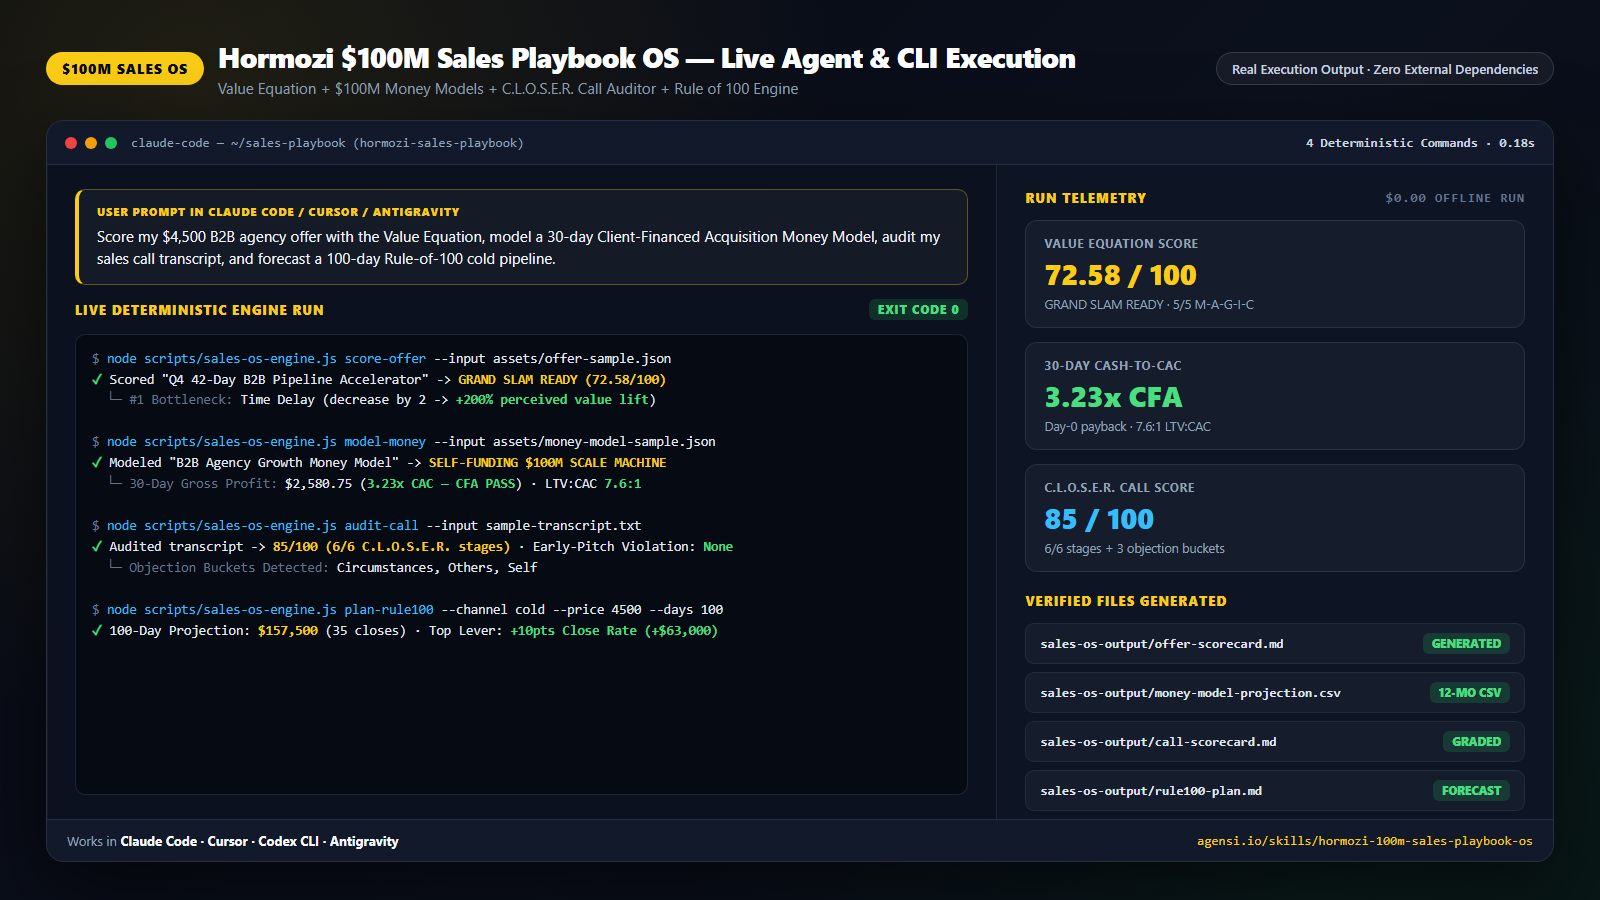 $100M SALES OS
Hormozi $100M Sales Playbook OS — Live Agent & CLI Execution
Value Equation + $100M Money Models + C.L.O.S.E.R. Call Auditor + Rule of 100 Engine
Real Execution Output · Zero External Dependencies
claude-code — ~/sales-playbook (hormozi-sales-playbook)
4 Deterministic Commands · 0.18s
USER PROMPT IN CLAUDE CODE / CURSOR / ANTIGRAVITY
Score my $4,500 B2B agency offer with the Value Equation, model a 30-day Client-Financed Acquisition Money Model, audit my
sales call transcript, and forecast a 100-day Rule-of-100 cold pipeline.
LIVE DETERMINISTIC ENGINE RUN
EXIT CODE 0
$ node scripts/sales-os-engine.js score-offer --input assets/offer-sample.json
✓ Scored "Q4 42-Day B2B Pipeline Accelerator" -> GRAND SLAM READY (72.58/100)
└─ #1 Bottleneck: Time Delay (decrease by 2 -> +200% perceived value lift)
$ node scripts/sales-os-engine.js model-money --input assets/money-model-sample.json
✓ Modeled "B2B Agency Growth Money Model" -> SELF-FUNDING $100M SCALE MACHINE
└─ 30-Day Gross Profit: $2,580.75 (3.23x CAC — CFA PASS) · LTV:CAC 7.6:1
$ node scripts/sales-os-engine.js audit-call --input sample-transcript.txt
✓ Audited transcript -> 85/100 (6/6 C.L.O.S.E.R. stages) · Early-Pitch Violation: None
└─ Objection Buckets Detected: Circumstances, Others, Self
$ node scripts/sales-os-engine.js plan-rule100 --channel cold --price 4500 --days 100
✓ 100-Day Projection: $157,500 (35 closes) · Top Lever: +10pts Close Rate (+$63,000)
RUN TELEMETRY
$0.00 OFFLINE RUN
VALUE EQUATION SCORE
72.58 / 100
GRAND SLAM READY · 5/5 M-A-G-I-C
30-DAY CASH-TO-CAC
3.23x CFA
Day-0 payback · 7.6:1 LTV:CAC
C.L.O.S.E.R. CALL SCORE
85 / 100
6/6 stages + 3 objection buckets
VERIFIED FILES GENERATED
sales-os-output/offer-scorecard.md GENERATED
sales-os-output/money-model-projection.csv 12-MO CSV
sales-os-output/call-scorecard.md GRADED
sales-os-output/rule100-plan.md FORECAST
Works in Claude Code · Cursor · Codex CLI · Antigravity
agensi.io/skills/hormozi-100m-sales-playbook-os